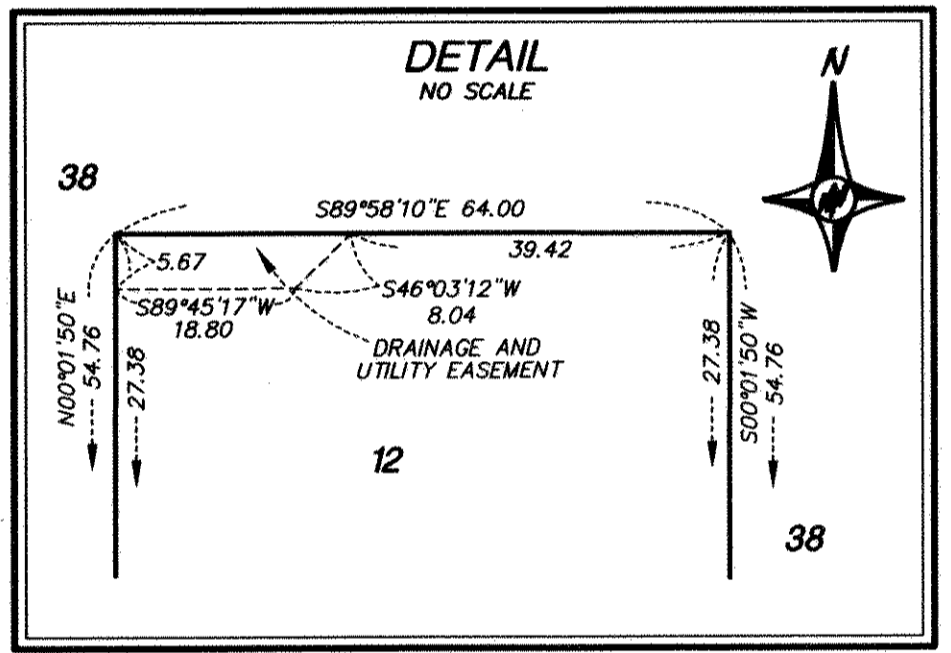 DETAIL
NO SCALE
N
38
S89°58'10"E 64.00
5.67
39.42
S89°45'17"W
18.80
S46°03'12"W
8.04
DRAINAGE AND
UTILITY EASEMENT
N00°01'50"E
54.76
27.38
27.38
S00°01'50"W
54.76
12
38